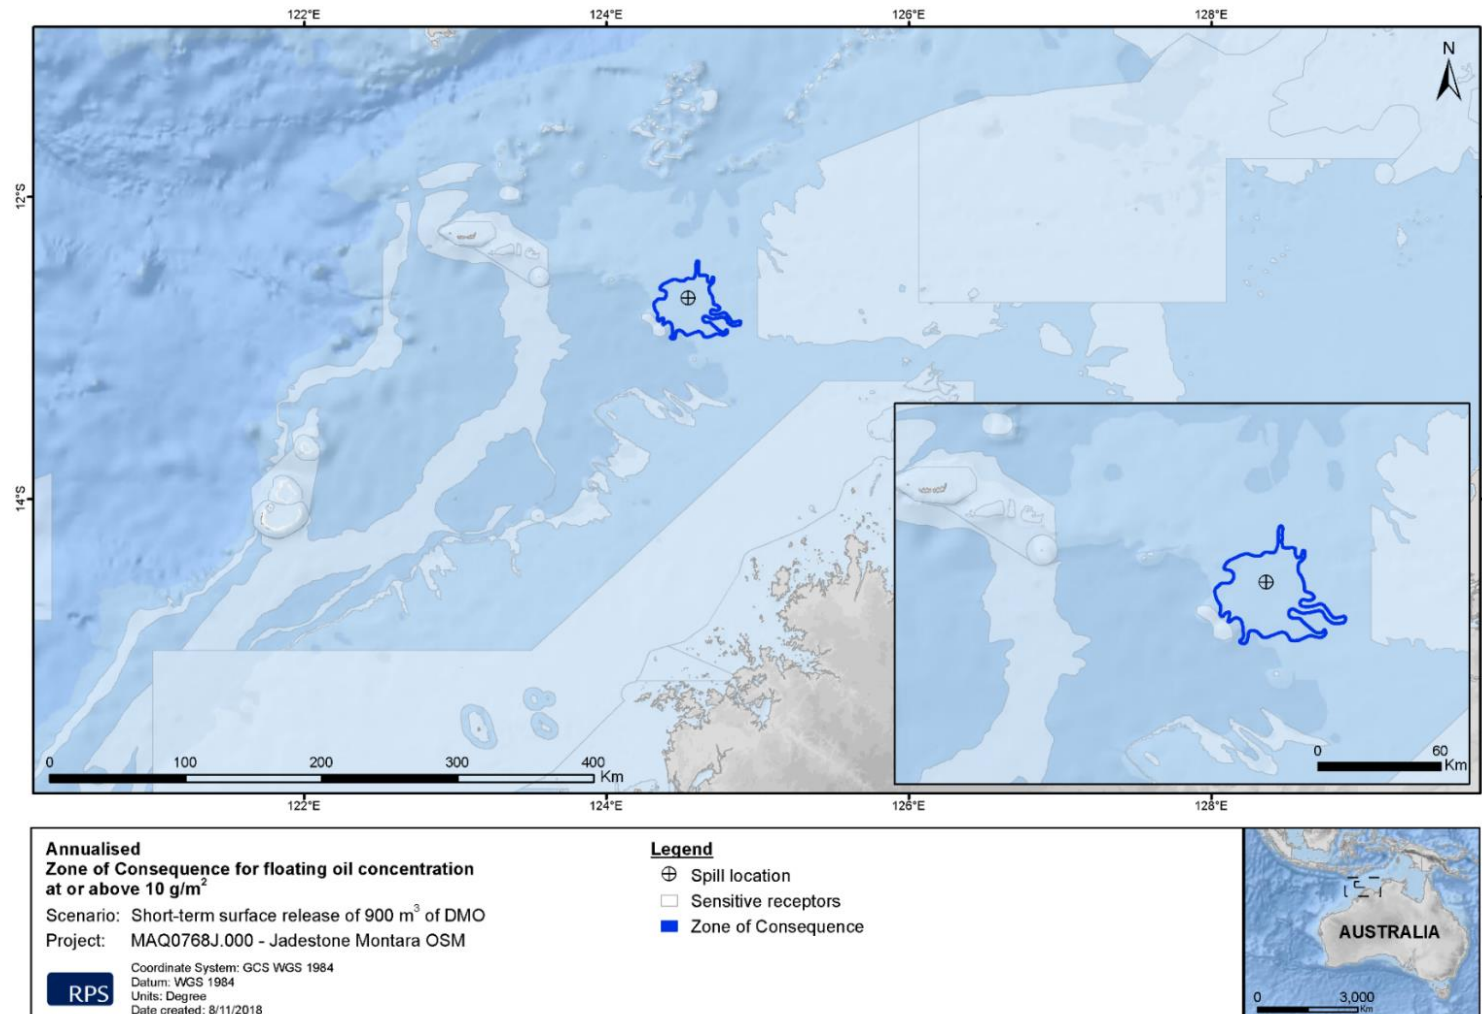 122°E 124°E 126°E 128°E
N
12°S
14°S
0 100 200 300 400 Km
0 60 Km
122°E 124°E 126°E 128°E
Annualised
Zone of Consequence for floating oil concentration
at or above 10 g/m²
Scenario: Short-term surface release of 900 m³ of DMO
Project: MAQ0768J.000 - Jadestone Montara OSM
RPS
Coordinate System: GCS WGS 1984
Datum: WGS 1984
Units: Degree
Date created: 8/11/2018
Legend
Spill location
Sensitive receptors
Zone of Consequence
AUSTRALIA
0 3,000 Km